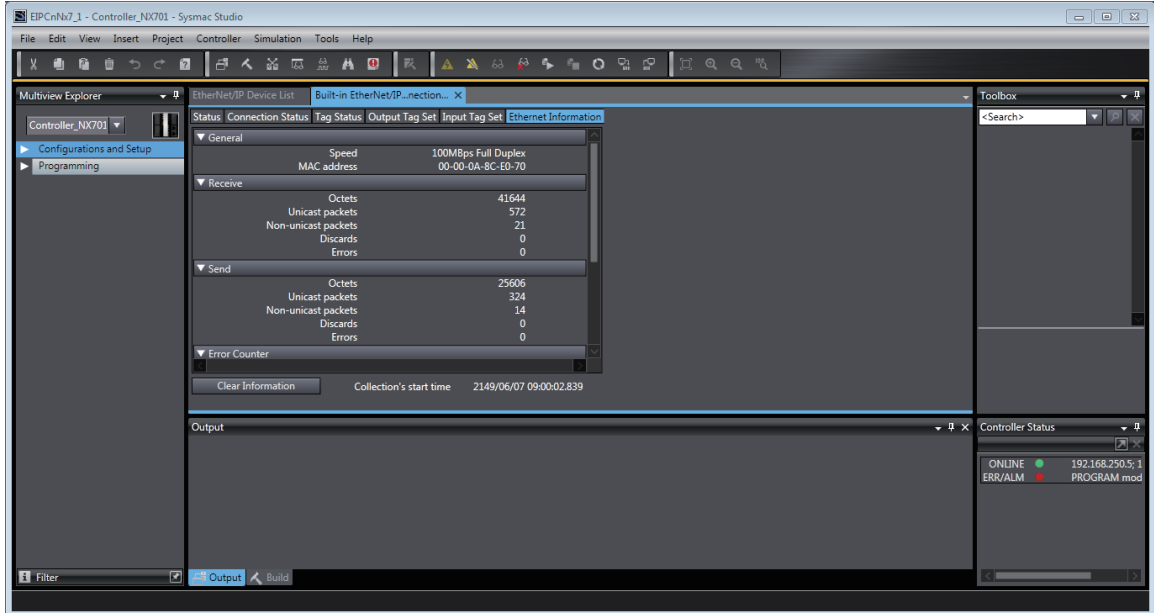 EIPCnNx7_1 - Controller_NX701 - Sysmac Studio
File Edit View Insert Project Controller Simulation Tools Help
Multiview Explorer
Controller_NX701
Configurations and Setup
Programming
Filter
EtherNet/IP Device List Built-in EtherNet/IP...nection...
Status Connection Status Tag Status Output Tag Set Input Tag Set Ethernet Information
General
Speed 100MBps Full Duplex
MAC address 00-00-0A-8C-E0-70
Receive
Octets 41644
Unicast packets 572
Non-unicast packets 21
Discards 0
Errors 0
Send
Octets 25606
Unicast packets 324
Non-unicast packets 14
Discards 0
Errors 0
Error Counter
Clear Information Collection's start time 2149/06/07 09:00:02.839
Output
Output Build
Toolbox
<Search>
Controller Status
ONLINE 192.168.250.5; 1
ERR/ALM PROGRAM mod